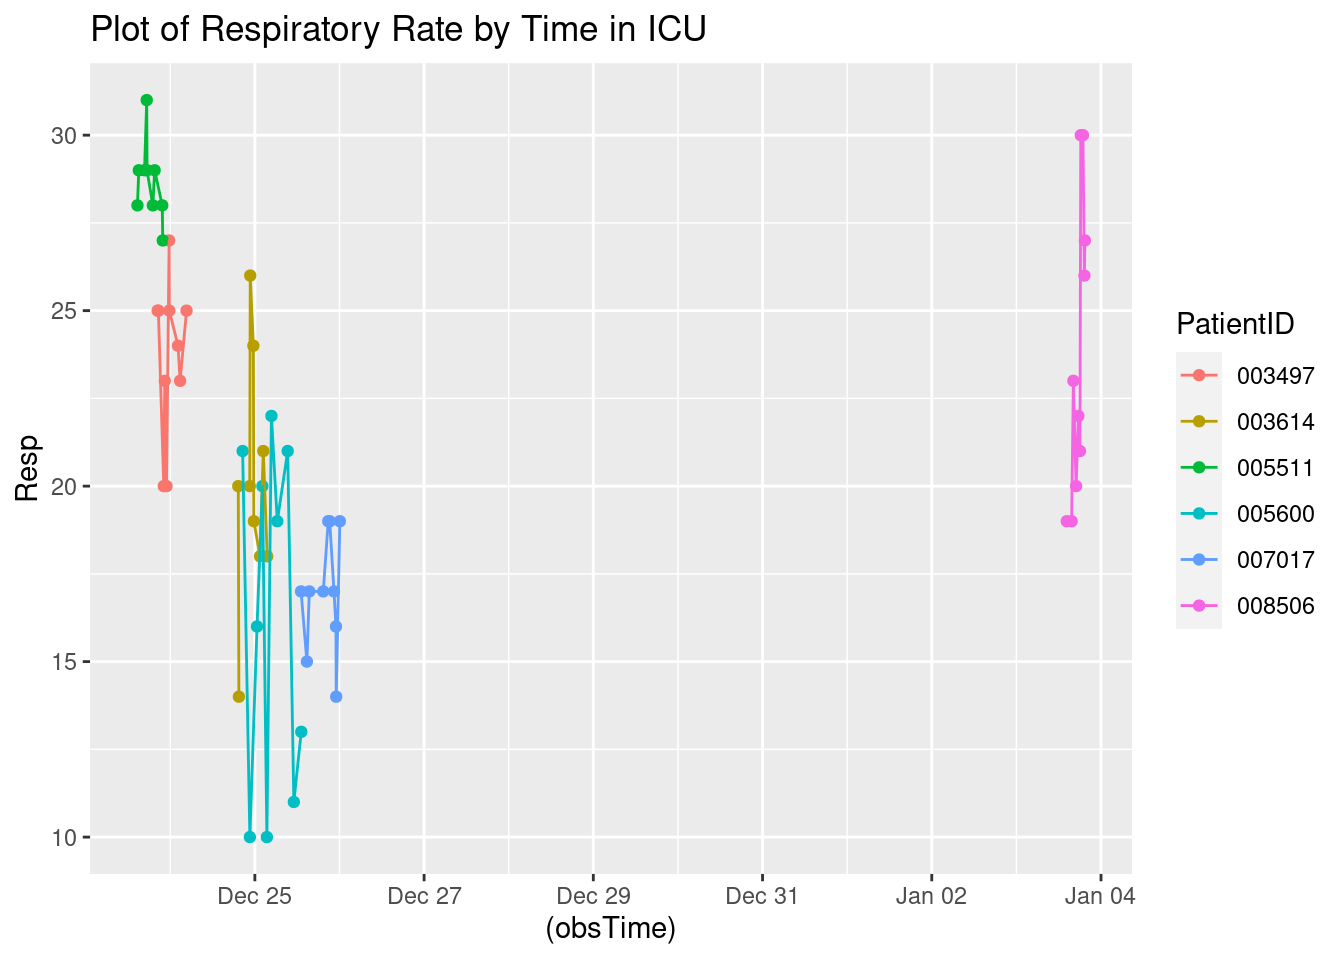 Plot of Respiratory Rate by Time in ICU
30
25
20
15
10
Resp
Dec 25 Dec 27 Dec 29 Dec 31 Jan 02 Jan 04
(obsTime)
PatientID
003497
003614
005511
005600
007017
008506